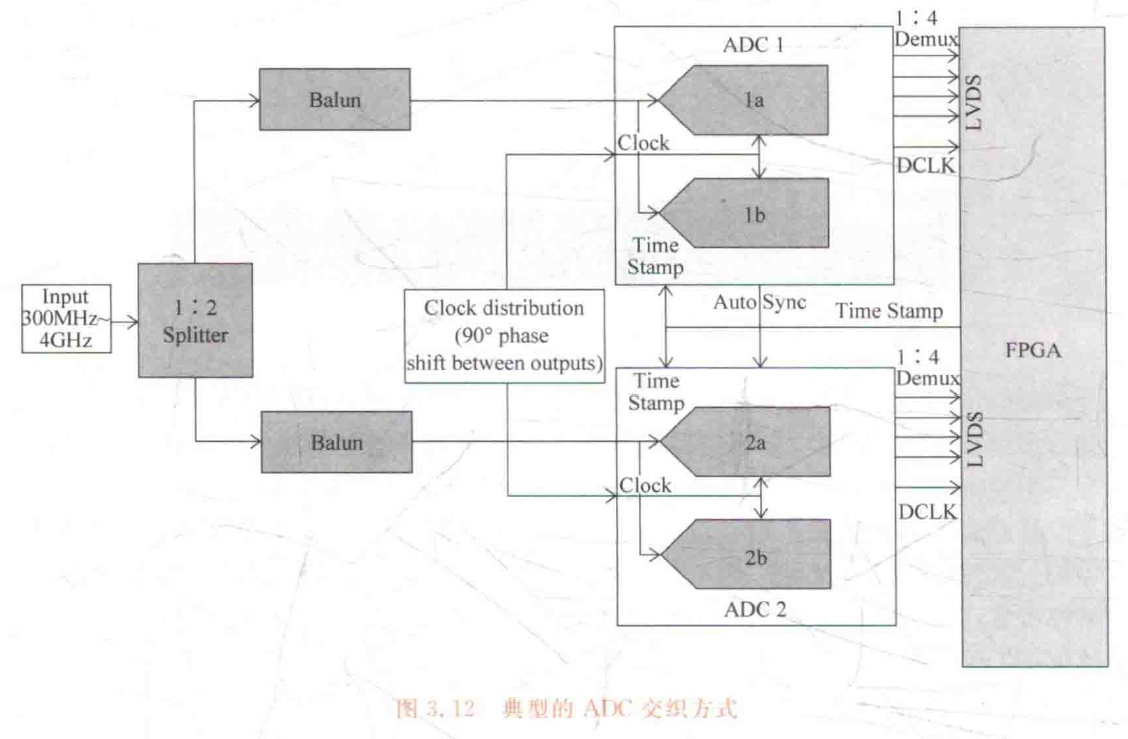 Input
300MHz~
4GHz
1∶2
Splitter
Balun
Balun
Clock distribution
(90° phase
shift between outputs)
ADC 1
1a
Clock
1b
Time
Stamp
Auto Sync
Time Stamp
Time
Stamp
2a
Clock
2b
ADC 2
1∶4
Demux
LVDS
DCLK
1∶4
Demux
LVDS
DCLK
FPGA
图 3.12 典型的 ADC 交织方式